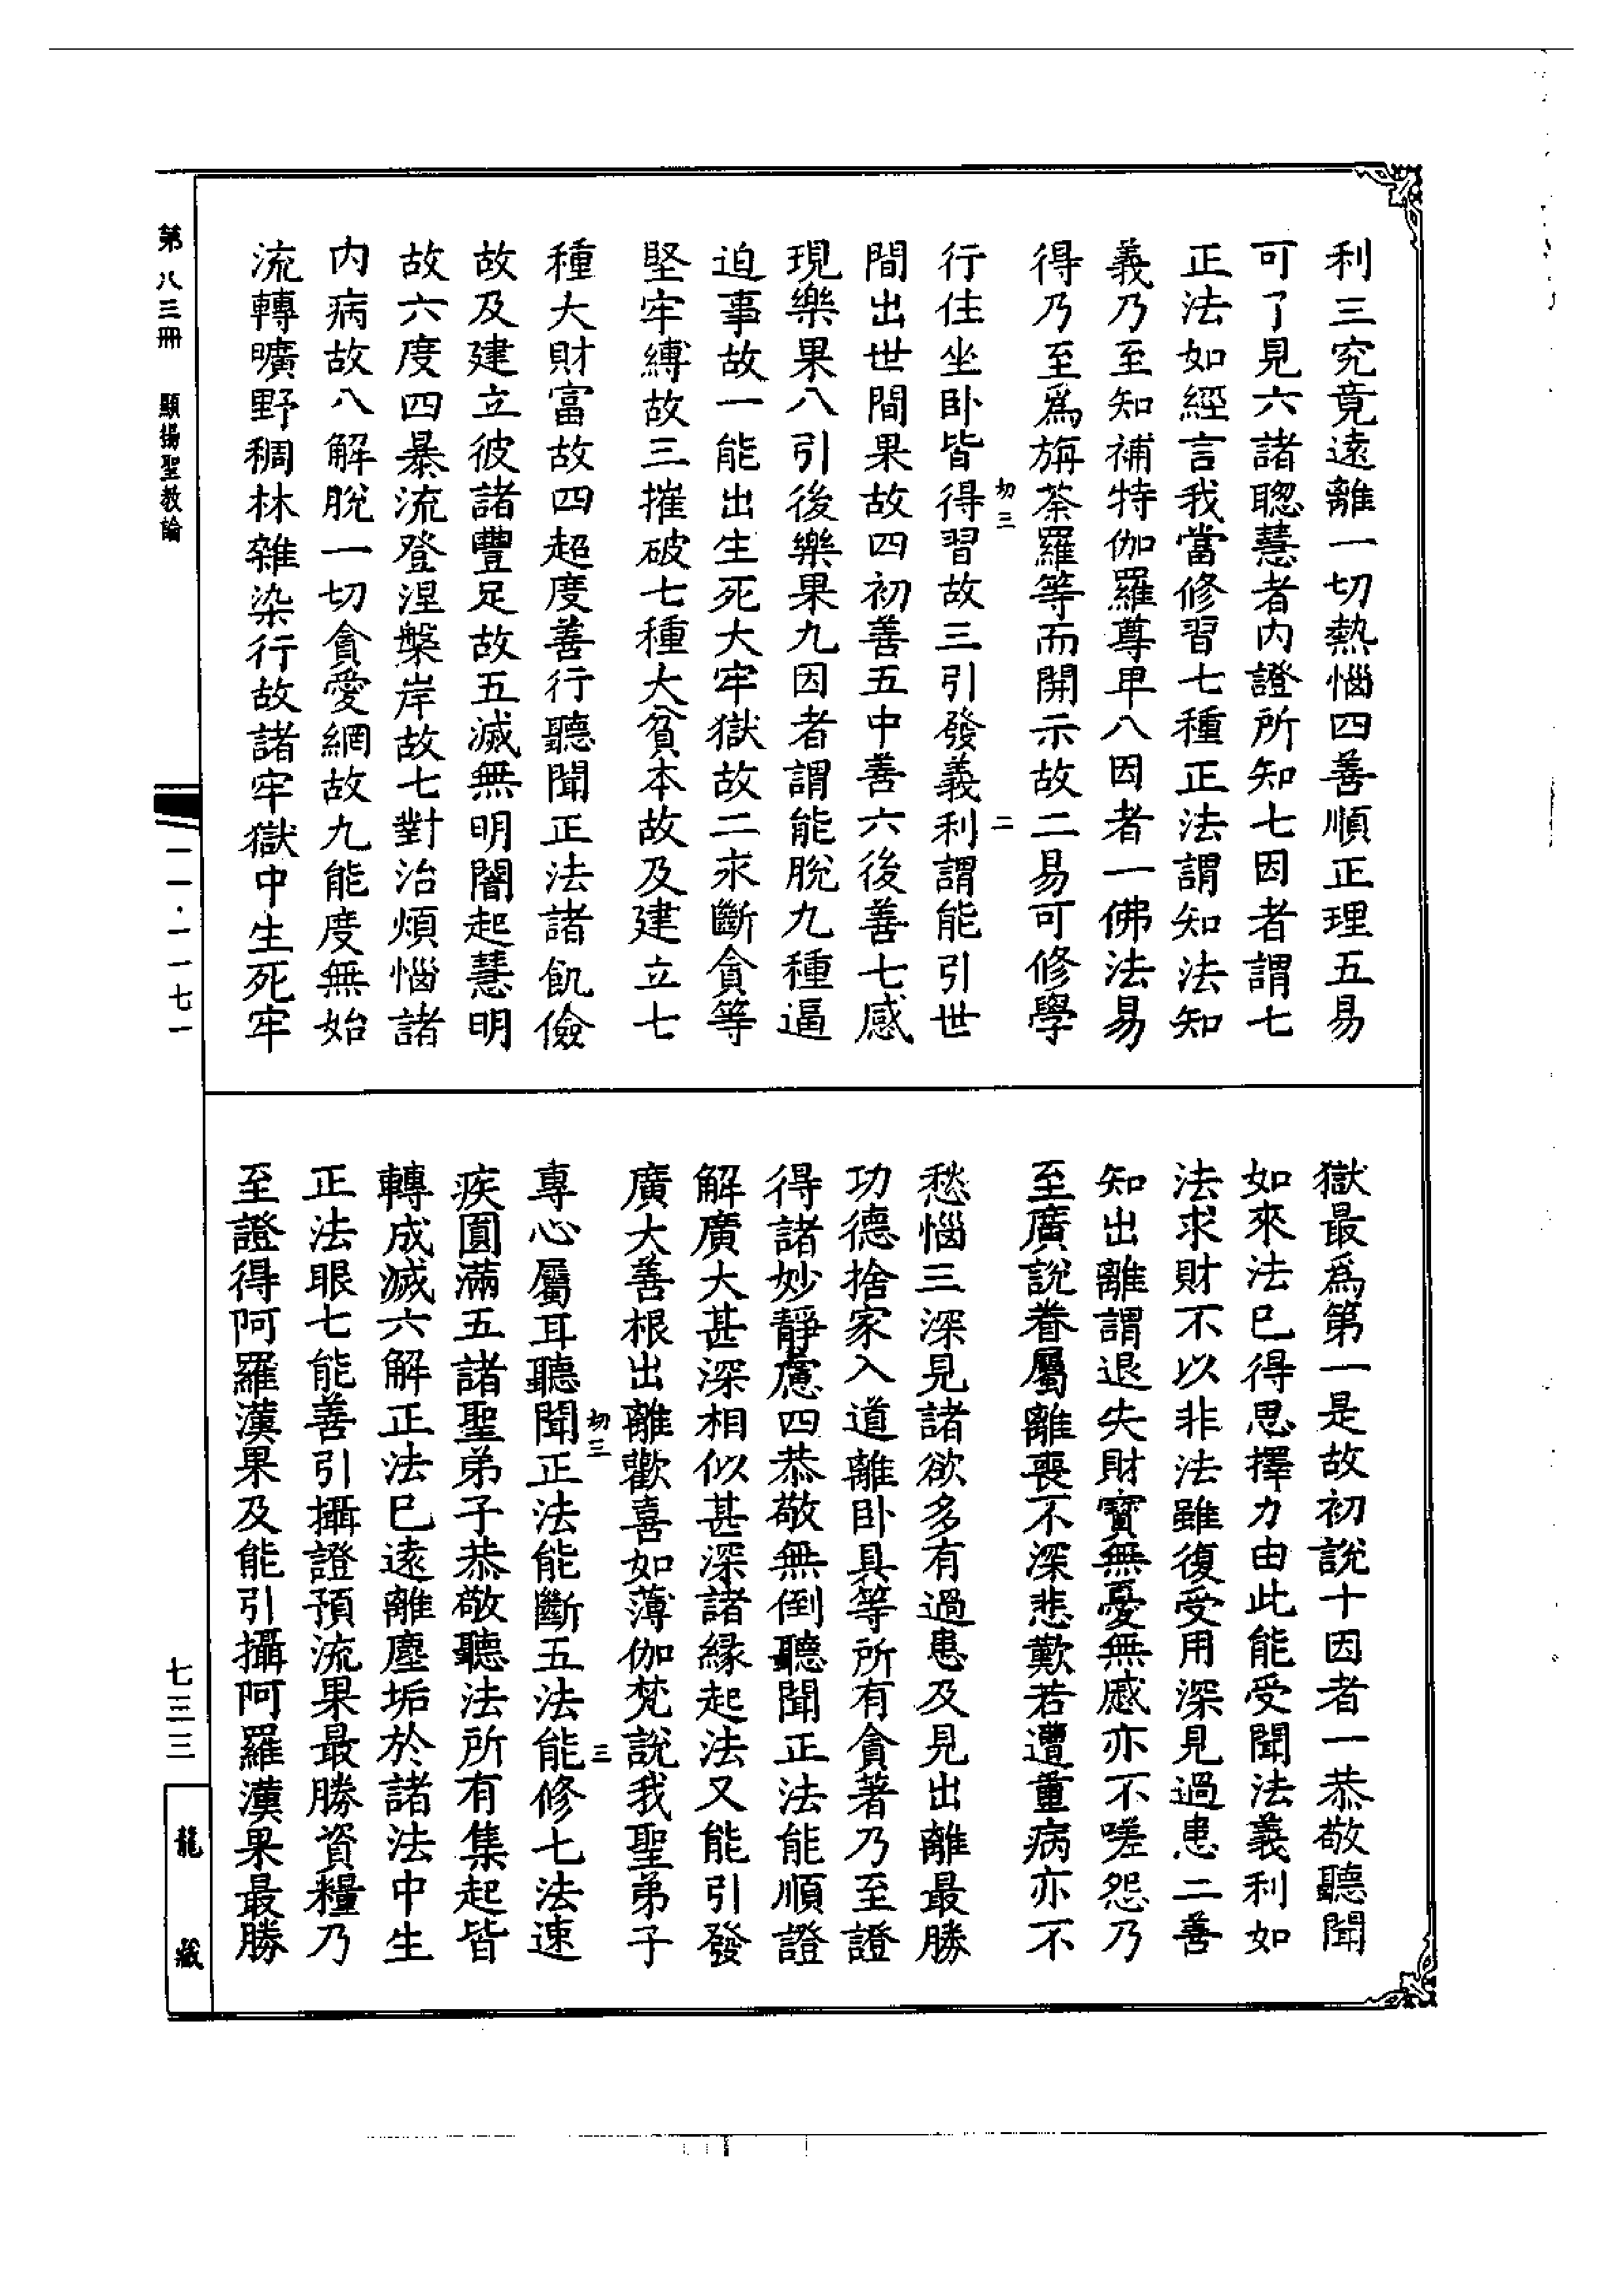 利三究竟遠離一切熱惱四善順正理五易
可了見六諸聰慧者內證所知七因者謂七
正法如經言我當修習七種正法謂知法知
義乃至知補特伽羅尊卑八因者一佛法易
得乃至爲旃荼羅等而開示故二易可修學
切三
二
行住坐卧皆得習故三引發義利謂能引世
間出世間果故四初善五中善六後善七感
現樂果八引後樂果九因者謂能脫九種逼
迫事故一能出生死大牢獄故二求斷貪等
堅牢縛故三摧破七種大貧本故及建立七
種大財富故四超度善行聽聞正法諸飢儉
故及建立彼諸豐足故五滅無明闇起慧明
故六度四暴流登涅槃岸故七對治煩惱諸
內病故八解脫一切貪愛網故九能度無始
流轉曠野稠林雜染行故諸牢獄中生死牢
獄最爲第一是故初說十因者一恭敬聽聞
如來法已得思擇力由此能受聞法義利如
法求財不以非法雖復受用深見過患二善
知出離謂退失財寶無憂無慼亦不嗟怨乃
至廣說眷屬離喪不深悲歎若遭重病亦不
愁惱三深見諸欲多有過患及見出離最勝
功德捨家入道離卧具等所有貪著乃至證
得諸妙靜慮四恭敬無倒聽聞正法能順證
解廣大甚深相似甚深諸緣起法又能引發
廣大善根出離歡喜如薄伽梵說我聖弟子
切三
三
專心屬耳聽聞正法能斷五法能修七法速
疾圓滿五諸聖弟子恭敬聽法所有集起皆
轉成滅六解正法已遠離塵垢於諸法中生
正法眼七能善引攝證預流果最勝資糧乃
至證得阿羅漢果及能引攝阿羅漢果最勝
第八三冊 顯揚聖教論
一一·一一七一
七三三
龍藏